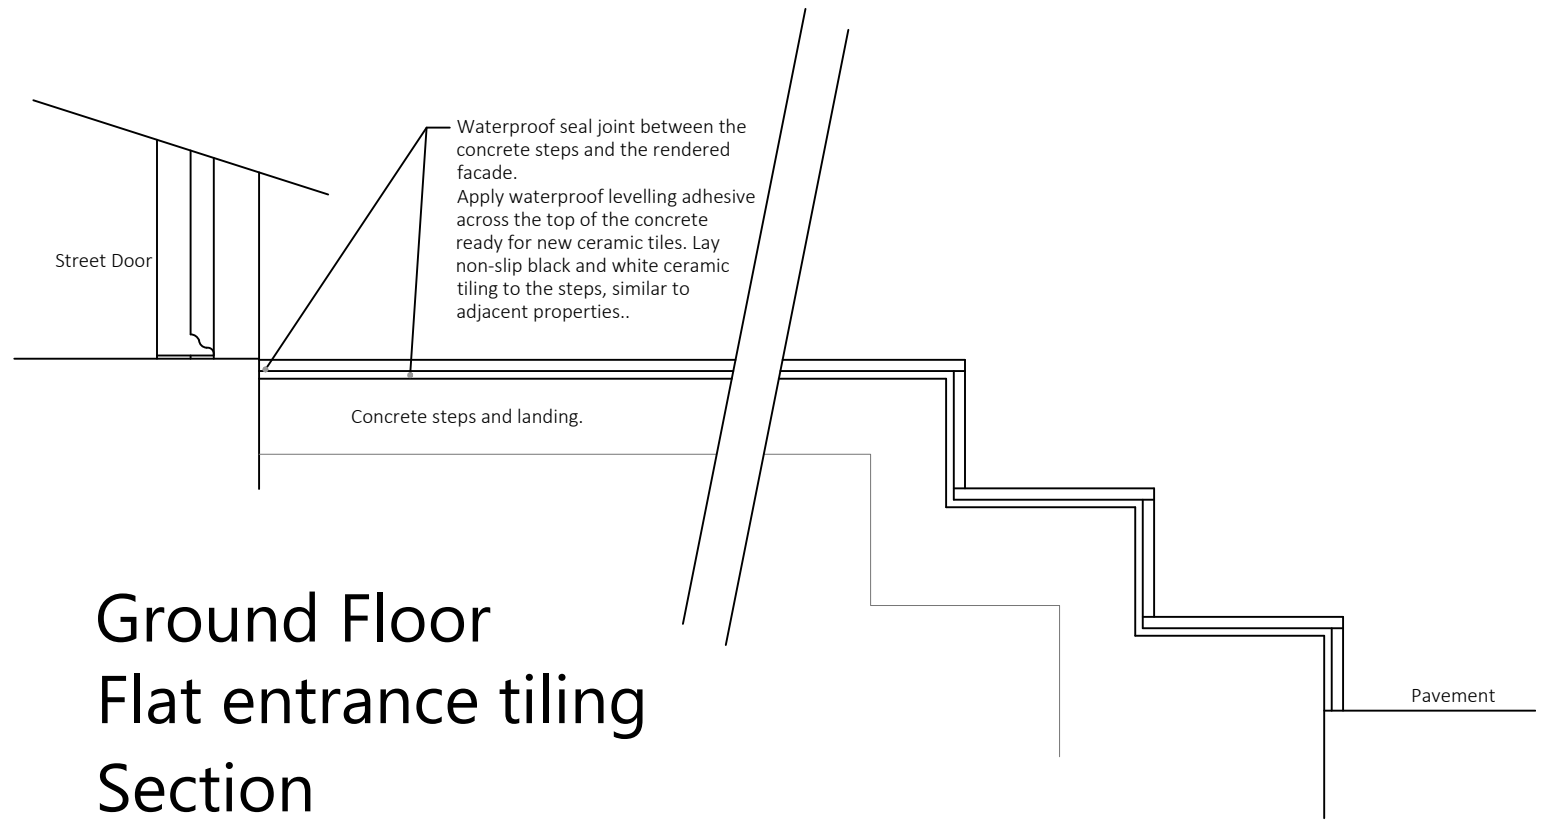 Waterproof seal joint between the
concrete steps and the rendered
facade.
Apply waterproof levelling adhesive
across the top of the concrete
ready for new ceramic tiles. Lay
non-slip black and white ceramic
tiling to the steps, similar to
adjacent properties..
Street Door
Concrete steps and landing.
Ground Floor
Flat entrance tiling
Section
Pavement